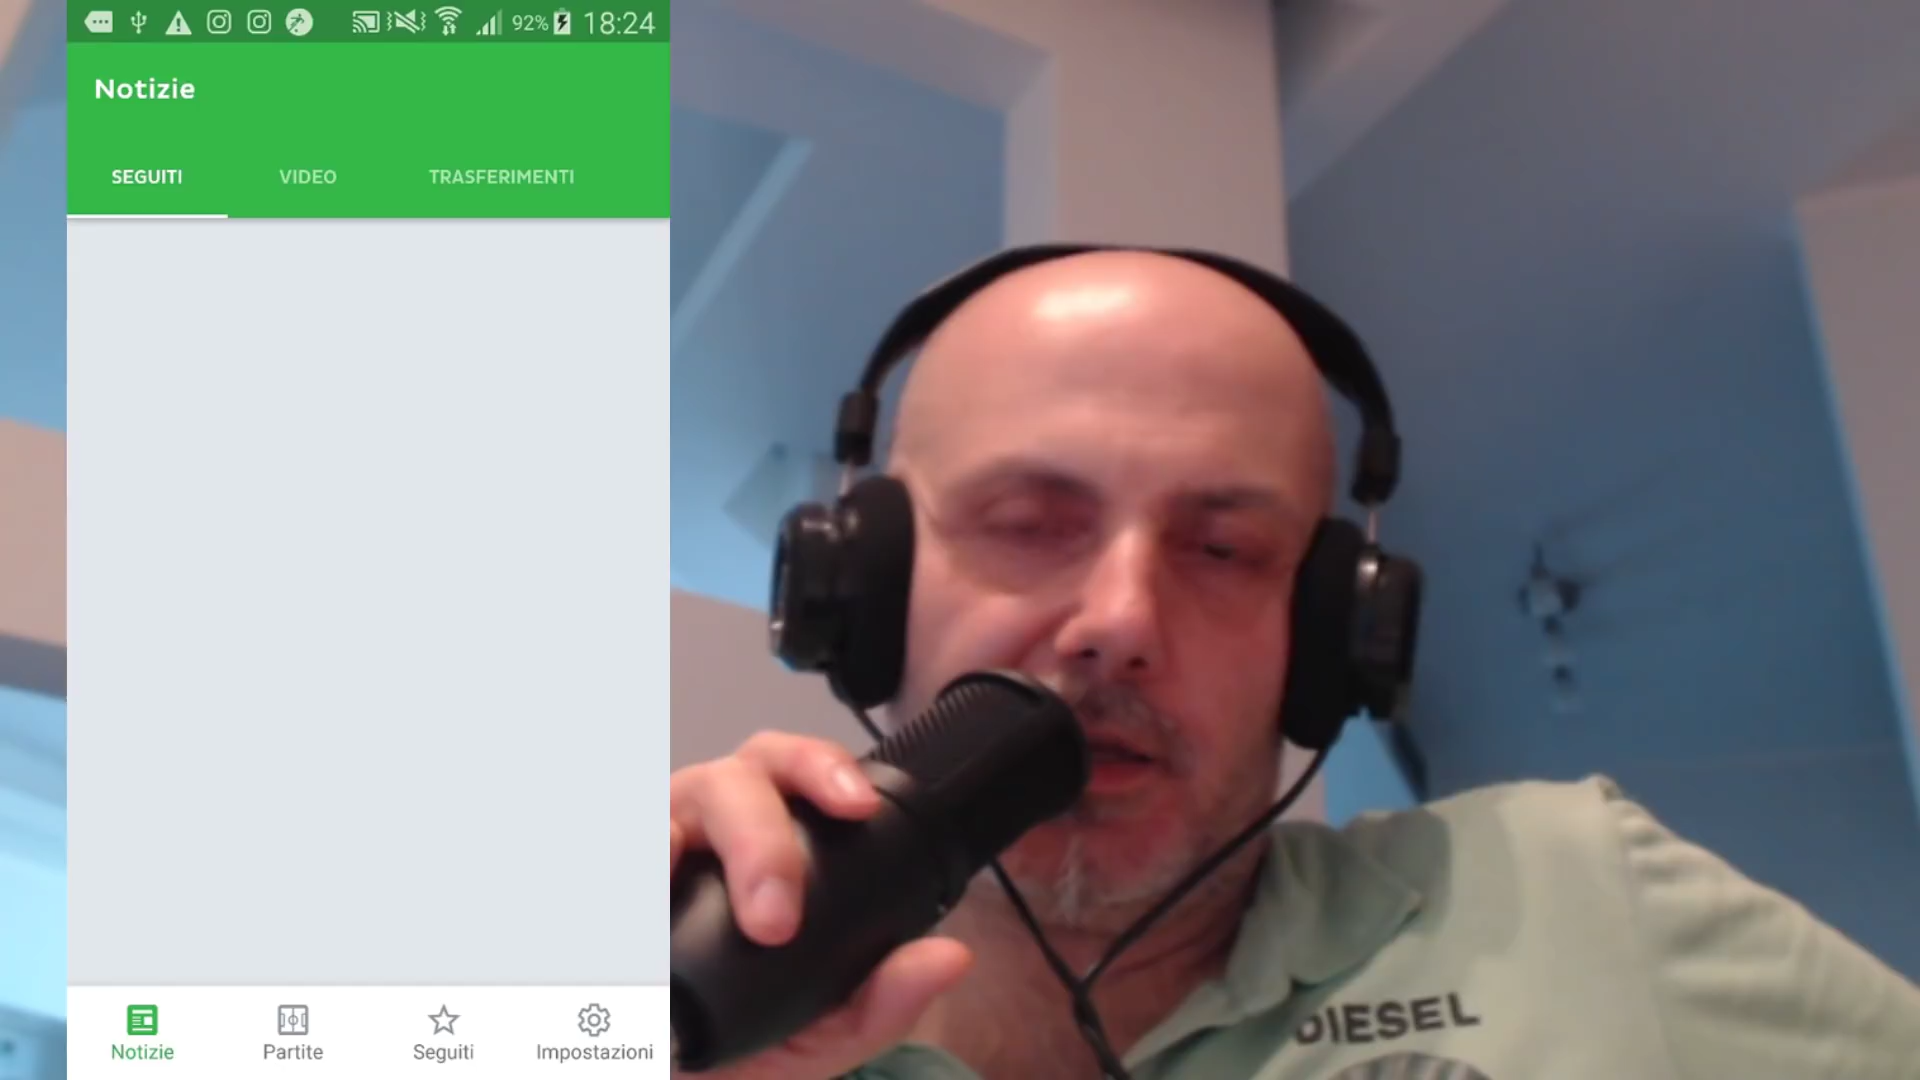 92% 18:24
Notizie
SEGUITI VIDEO TRASFERIMENTI
Notizie Partite Seguiti Impostazioni
DIESEL